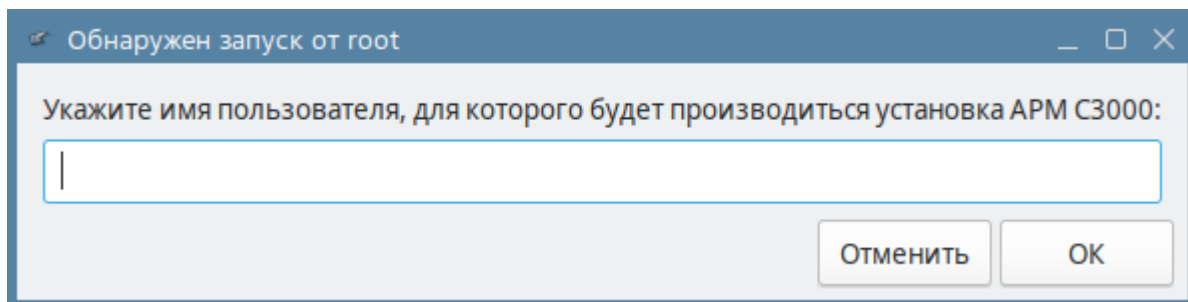 Обнаружен запуск от root
Укажите имя пользователя, для которого будет производиться установка АРМ С3000:
Отменить
ОК